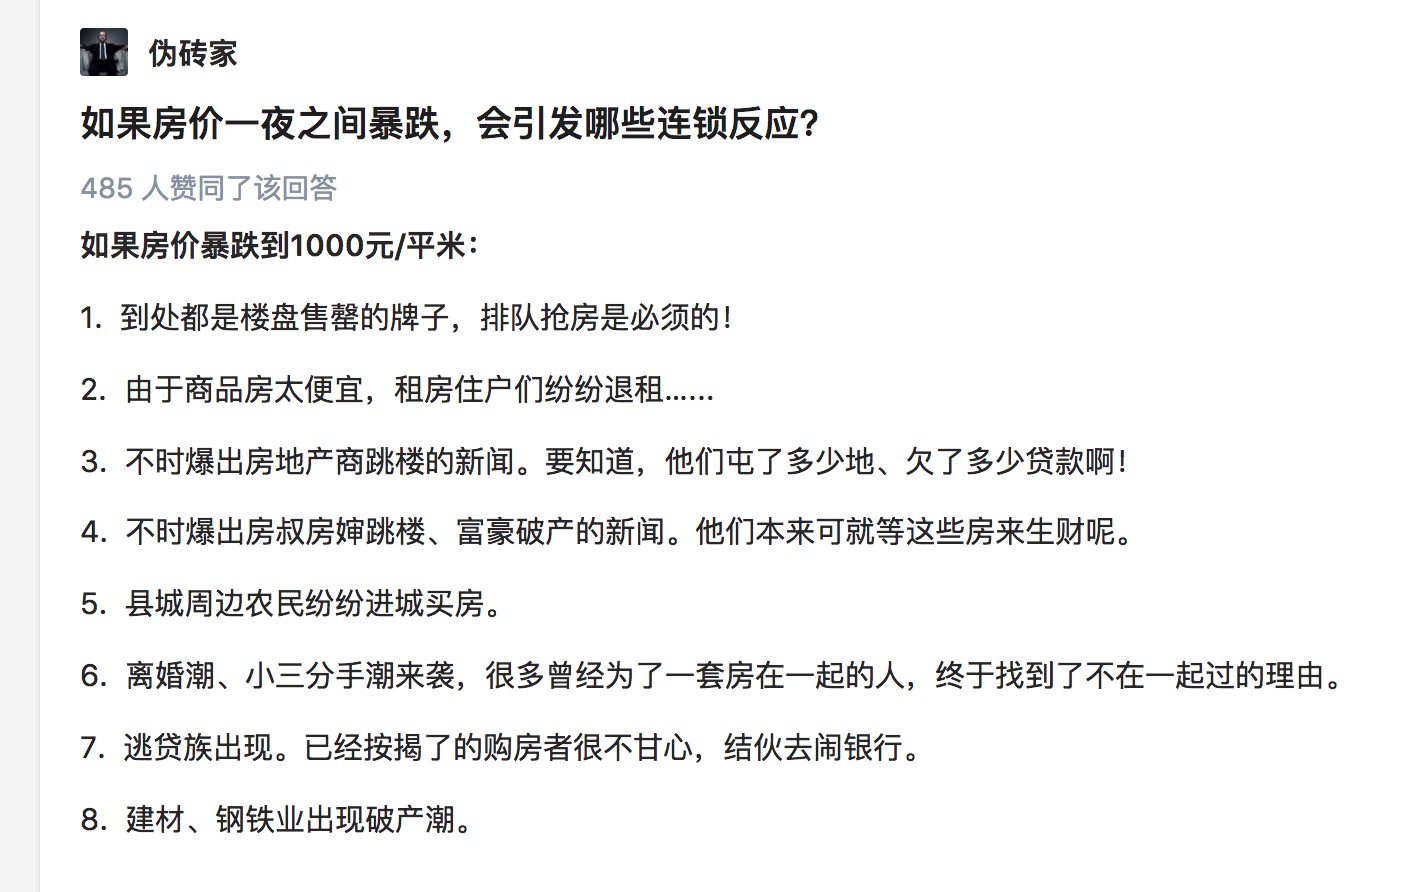 伪砖家
如果房价一夜之间暴跌，会引发哪些连锁反应？
485 人赞同了该回答
如果房价暴跌到1000元/平米：
1. 到处都是楼盘售罄的牌子，排队抢房是必须的！
2. 由于商品房太便宜，租房住户们纷纷退租……
3. 不时爆出房地产商跳楼的新闻。要知道，他们屯了多少地、欠了多少贷款啊！
4. 不时爆出房叔房婶跳楼、富豪破产的新闻。他们本来可就等这些房来生财呢。
5. 县城周边农民纷纷进城买房。
6. 离婚潮、小三分手潮来袭，很多曾经为了一套房在一起的人，终于找到了不在一起过的理由。
7. 逃贷族出现。已经按揭了的购房者很不甘心，结伙去闹银行。
8. 建材、钢铁业出现破产潮。